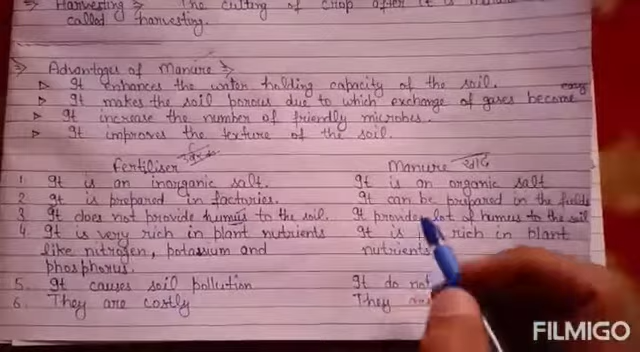 Harvesting → The cutting of crop after it is
called harvesting.
Advantages of Manure →
▷ It enhances the water holding capacity of the soil.
▷ It makes the soil porous due to which exchange of gases become easy
▷ It increase the number of friendly microbes.
▷ It improves the texture of the soil.
Fertiliser
1. It is an inorganic salt.
2 It is prepared in factories.
3 It does not provide humus to the soil.
4. It is very rich in plant nutrients
like nitrogen, potassium and
phosphorus.
5. It causes soil pollution
6. They are costly
Manure खाद
It is an organic salt
It can be prepared in the fields
It provides lot of humus to the soil
It is rich in plant
nutrients
It do not
They
FILMIGO